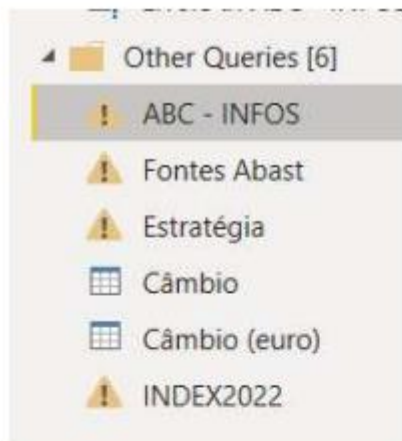 Other Queries [6]
ABC - INFOS
Fontes Abast
Estratégia
Câmbio
Câmbio (euro)
INDEX2022